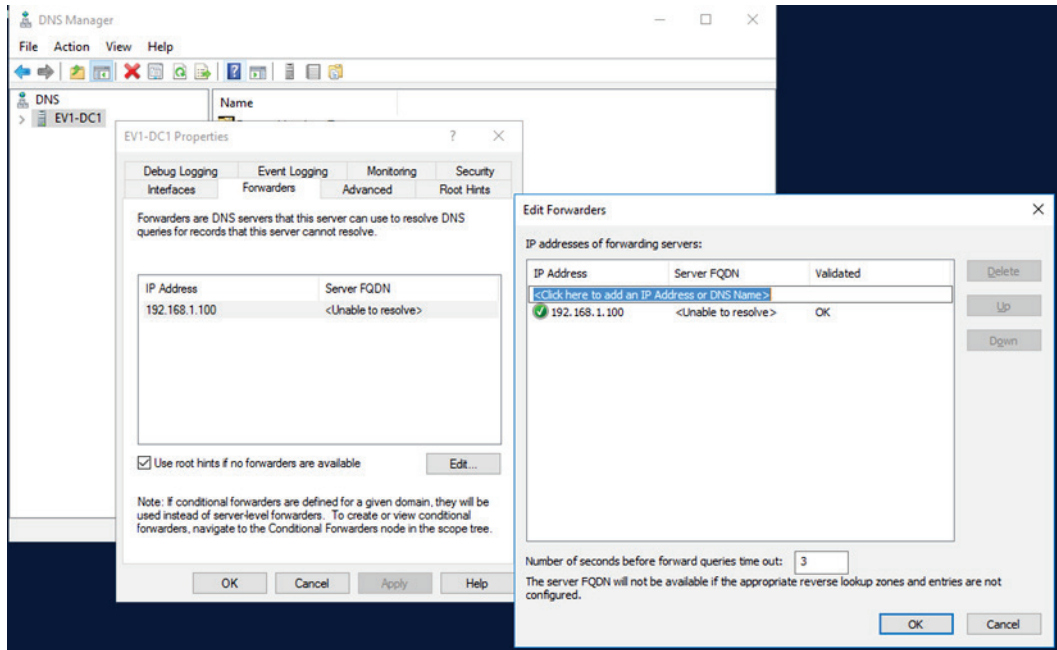 DNS Manager
File Action View Help
DNS
EV1-DC1
Name
EV1-DC1 Properties
Debug Logging Event Logging Monitoring Security
Interfaces Forwarders Advanced Root Hints
Forwarders are DNS servers that this server can use to resolve DNS
queries for records that this server cannot resolve.
IP Address Server FQDN
192.168.1.100 <Unable to resolve>
Use root hints if no forwarders are available Edit...
Note: If conditional forwarders are defined for a given domain, they will be
used instead of server-level forwarders. To create or view conditional
forwarders, navigate to the Conditional Forwarders node in the scope tree.
OK Cancel Apply Help
Edit Forwarders
IP addresses of forwarding servers:
IP Address Server FQDN Validated
<Click here to add an IP Address or DNS Name>
192.168.1.100 <Unable to resolve> OK
Delete
Up
Down
Number of seconds before forward queries time out: 3
The server FQDN will not be available if the appropriate reverse lookup zones and entries are not
configured.
OK Cancel